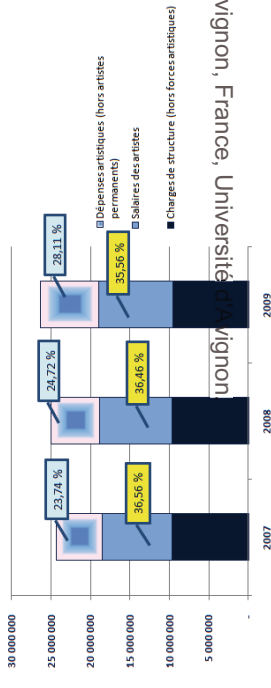 vignon, France, Université d'Avignon
30 000 000
25 000 000
20 000 000
15 000 000
10 000 000
5 000 000
-
23,74 %
24,72 %
28,11 %
36,56 %
36,46 %
35,56 %
2007
2008
2009
Dépenses artistiques (hors artistes
permanents)
Salaires des artistes
Charges de structure (hors forces artistiques)